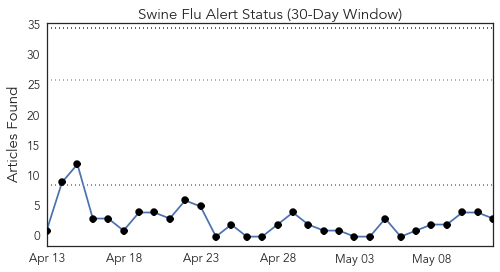 Swine Flu Alert Status (30-Day Window)
Articles Found
35
30
25
20
15
10
5
0
Apr 13
Apr 18
Apr 23
Apr 28
May 03
May 08